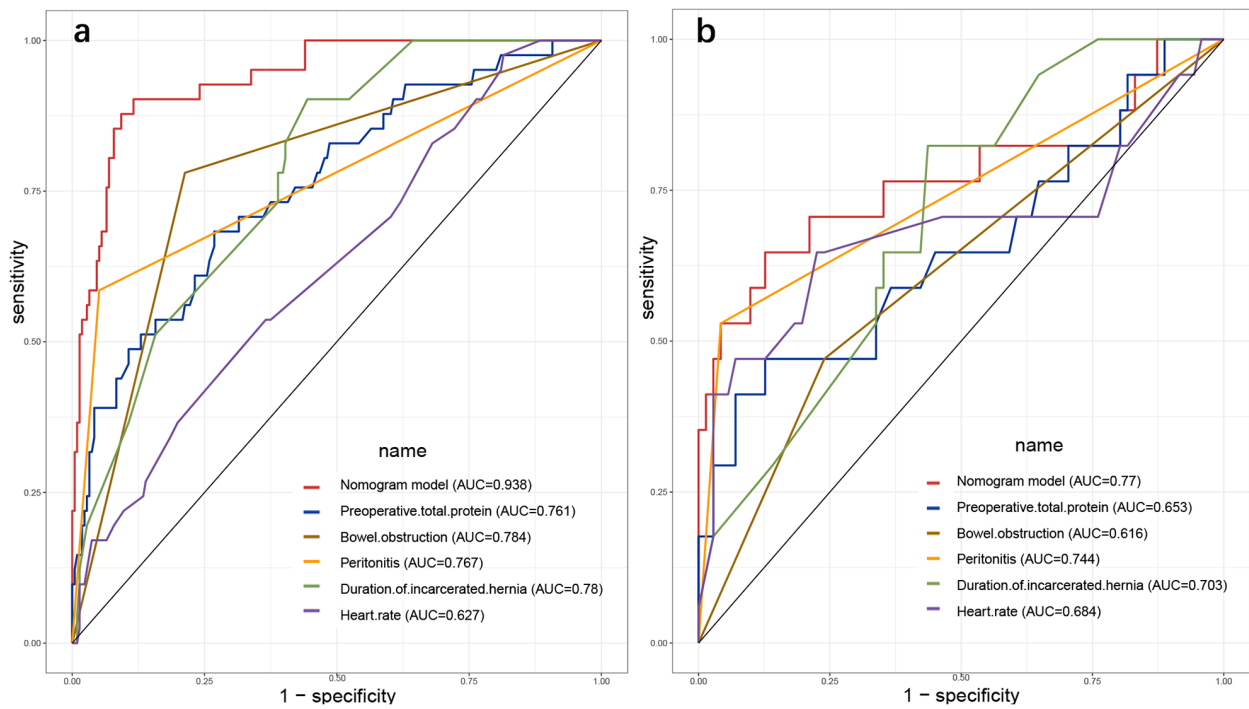 a
1.00
0.75
0.50
0.25
0.00
sensitivity
name
Nomogram model (AUC=0.938)
Preoperative.total.protein (AUC=0.761)
Bowel.obstruction (AUC=0.784)
Peritonitis (AUC=0.767)
Duration.of.incarcerated.hernia (AUC=0.78)
Heart.rate (AUC=0.627)
0.00 0.25 0.50 0.75 1.00
1 − specificity
b
1.00
0.75
0.50
0.25
0.00
sensitivity
name
Nomogram model (AUC=0.77)
Preoperative.total.protein (AUC=0.653)
Bowel.obstruction (AUC=0.616)
Peritonitis (AUC=0.744)
Duration.of.incarcerated.hernia (AUC=0.703)
Heart.rate (AUC=0.684)
0.00 0.25 0.50 0.75 1.00
1 − specificity